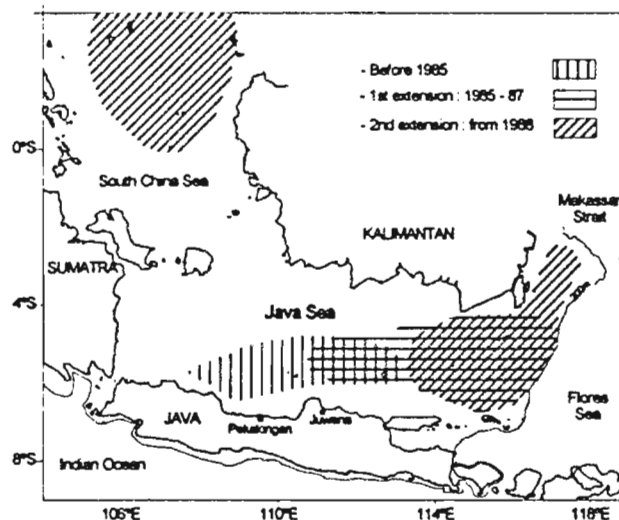 - Before 1985
- 1st extension : 1985 - 87
- 2nd extension : from 1988
0°S
South China Sea
Makassar
Strait
KALIMANTAN
SUMATRA
200m
4°S
Java Sea
Flores
Sea
JAVA
Pekalongan
Juwana
8°S
Indian Ocean
106°E
110°E
114°E
118°E